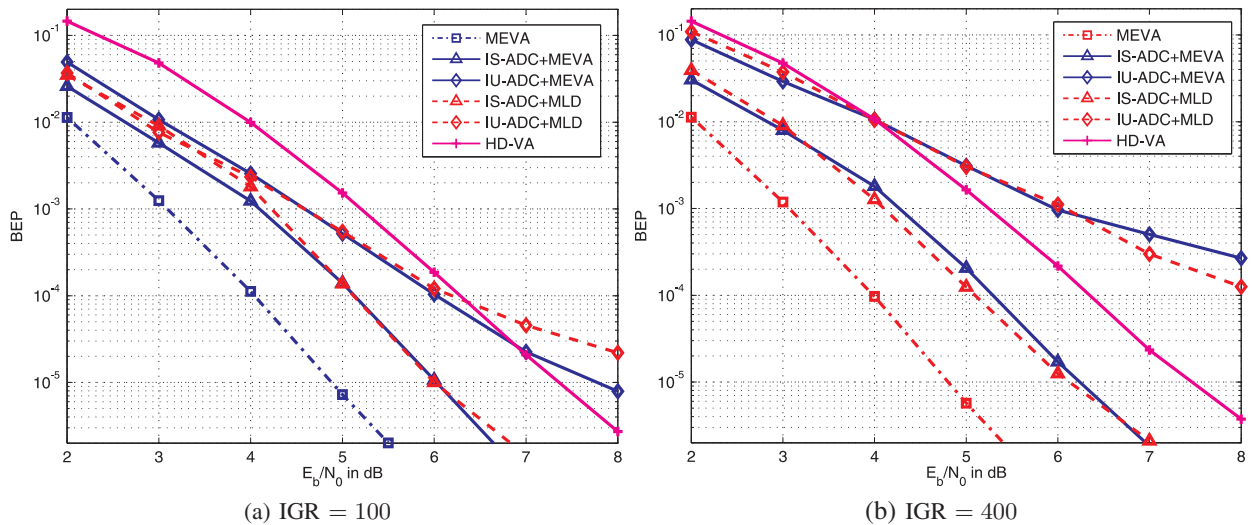 10^-1
10^-2
10^-3
10^-4
10^-5
BEP
2 3 4 5 6 7 8
E_b/N_0 in dB
MEVA
IS-ADC+MEVA
IU-ADC+MEVA
IS-ADC+MLD
IU-ADC+MLD
HD-VA
(a) IGR = 100
10^-1
10^-2
10^-3
10^-4
10^-5
BEP
2 3 4 5 6 7 8
E_b/N_0 in dB
MEVA
IS-ADC+MEVA
IU-ADC+MEVA
IS-ADC+MLD
IU-ADC+MLD
HD-VA
(b) IGR = 400